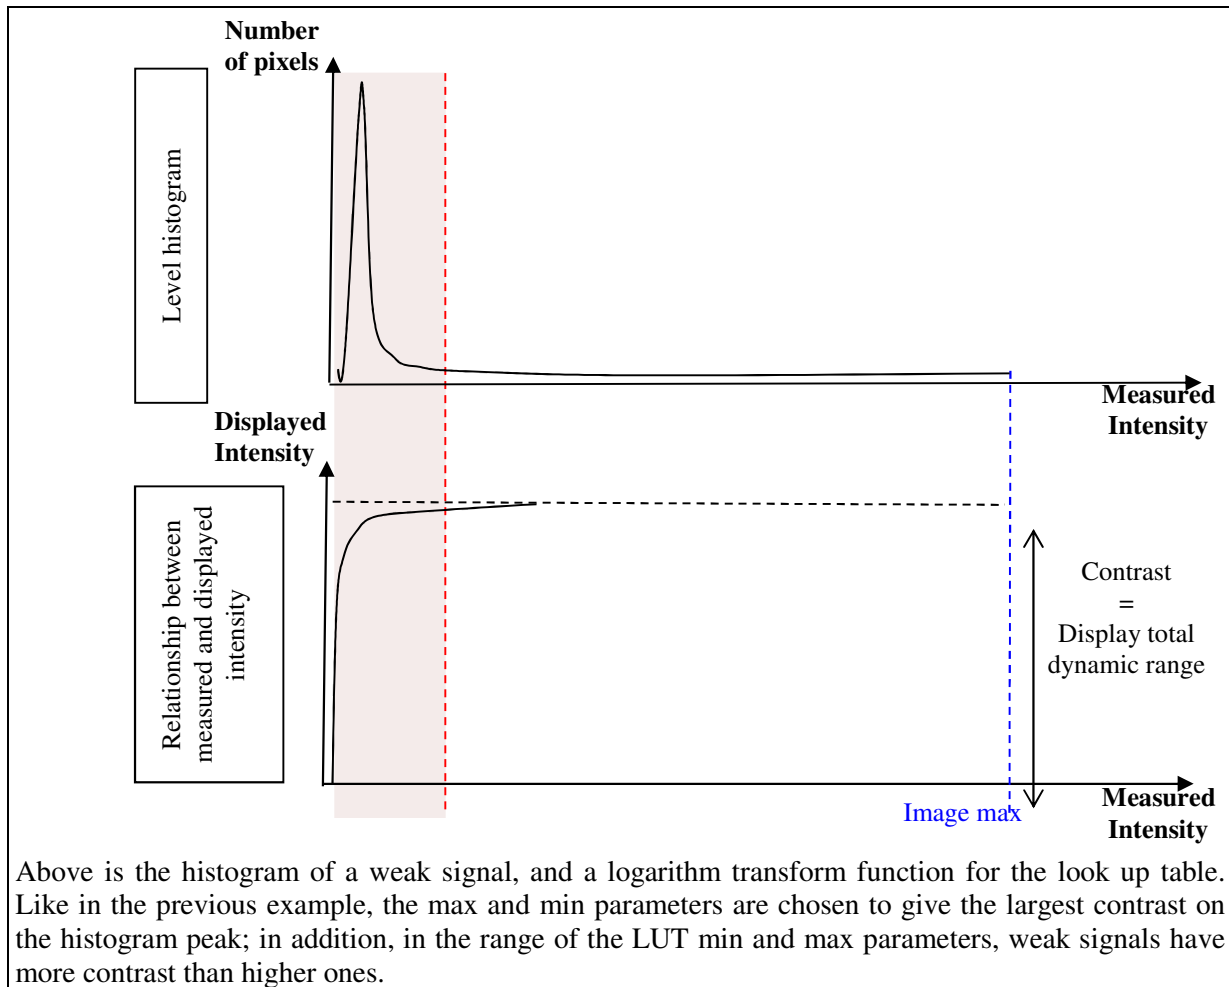 Number
of pixels
Level histogram
Measured
Intensity
Displayed
Intensity
Relationship between
measured and displayed
intensity
Contrast
=
Display total
dynamic range
Image max
Measured
Intensity
Above is the histogram of a weak signal, and a logarithm transform function for the look up table.
Like in the previous example, the max and min parameters are chosen to give the largest contrast on
the histogram peak; in addition, in the range of the LUT min and max parameters, weak signals have
more contrast than higher ones.